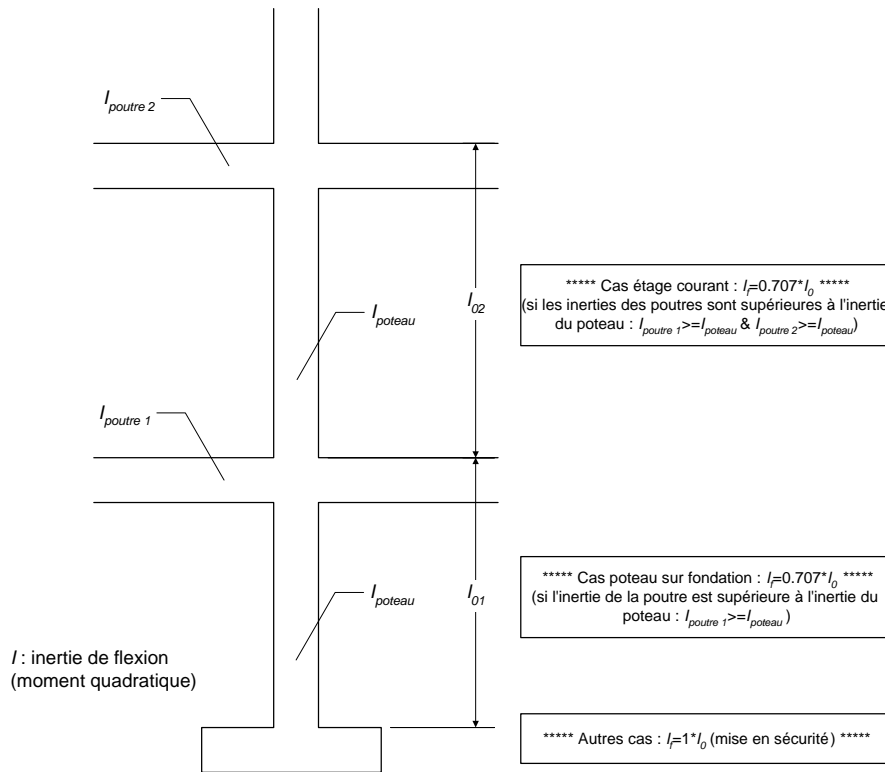 I poutre 2
***** Cas étage courant : lf=0.707*l0 *****
(si les inerties des poutres sont supérieures à l'inertie
du poteau : I poutre 1>=I poteau & I poutre 2>=I poteau)
l02
I poteau
I poutre 1
***** Cas poteau sur fondation : lf=0.707*l0 *****
(si l'inertie de la poutre est supérieure à l'inertie du
poteau : I poutre 1>=I poteau )
I poteau
l01
I : inertie de flexion
(moment quadratique)
***** Autres cas : lf=1*l0 (mise en sécurité) *****